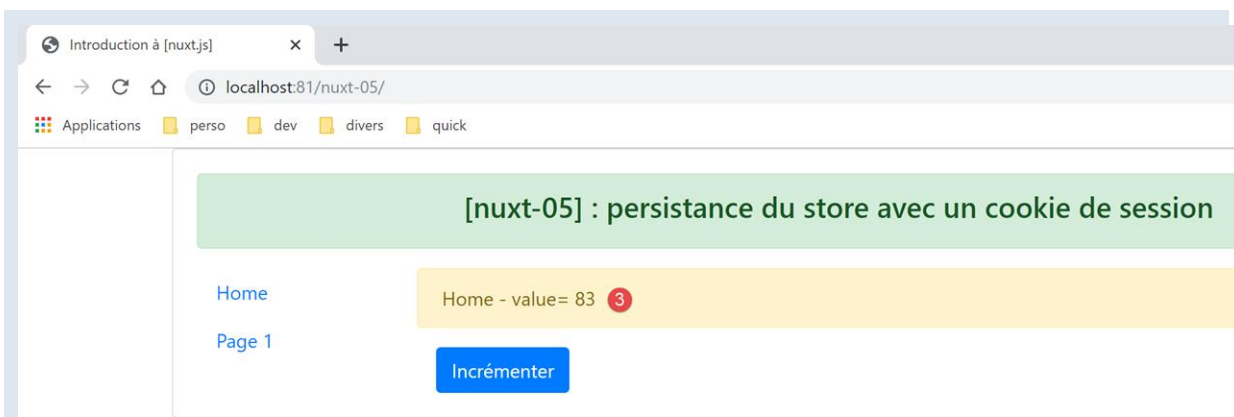 Introduction à [nuxt.js]
localhost:81/nuxt-05/
Applications perso dev divers quick
[nuxt-05] : persistance du store avec un cookie de session
Home
Home - value= 83 3
Page 1
Incrémenter